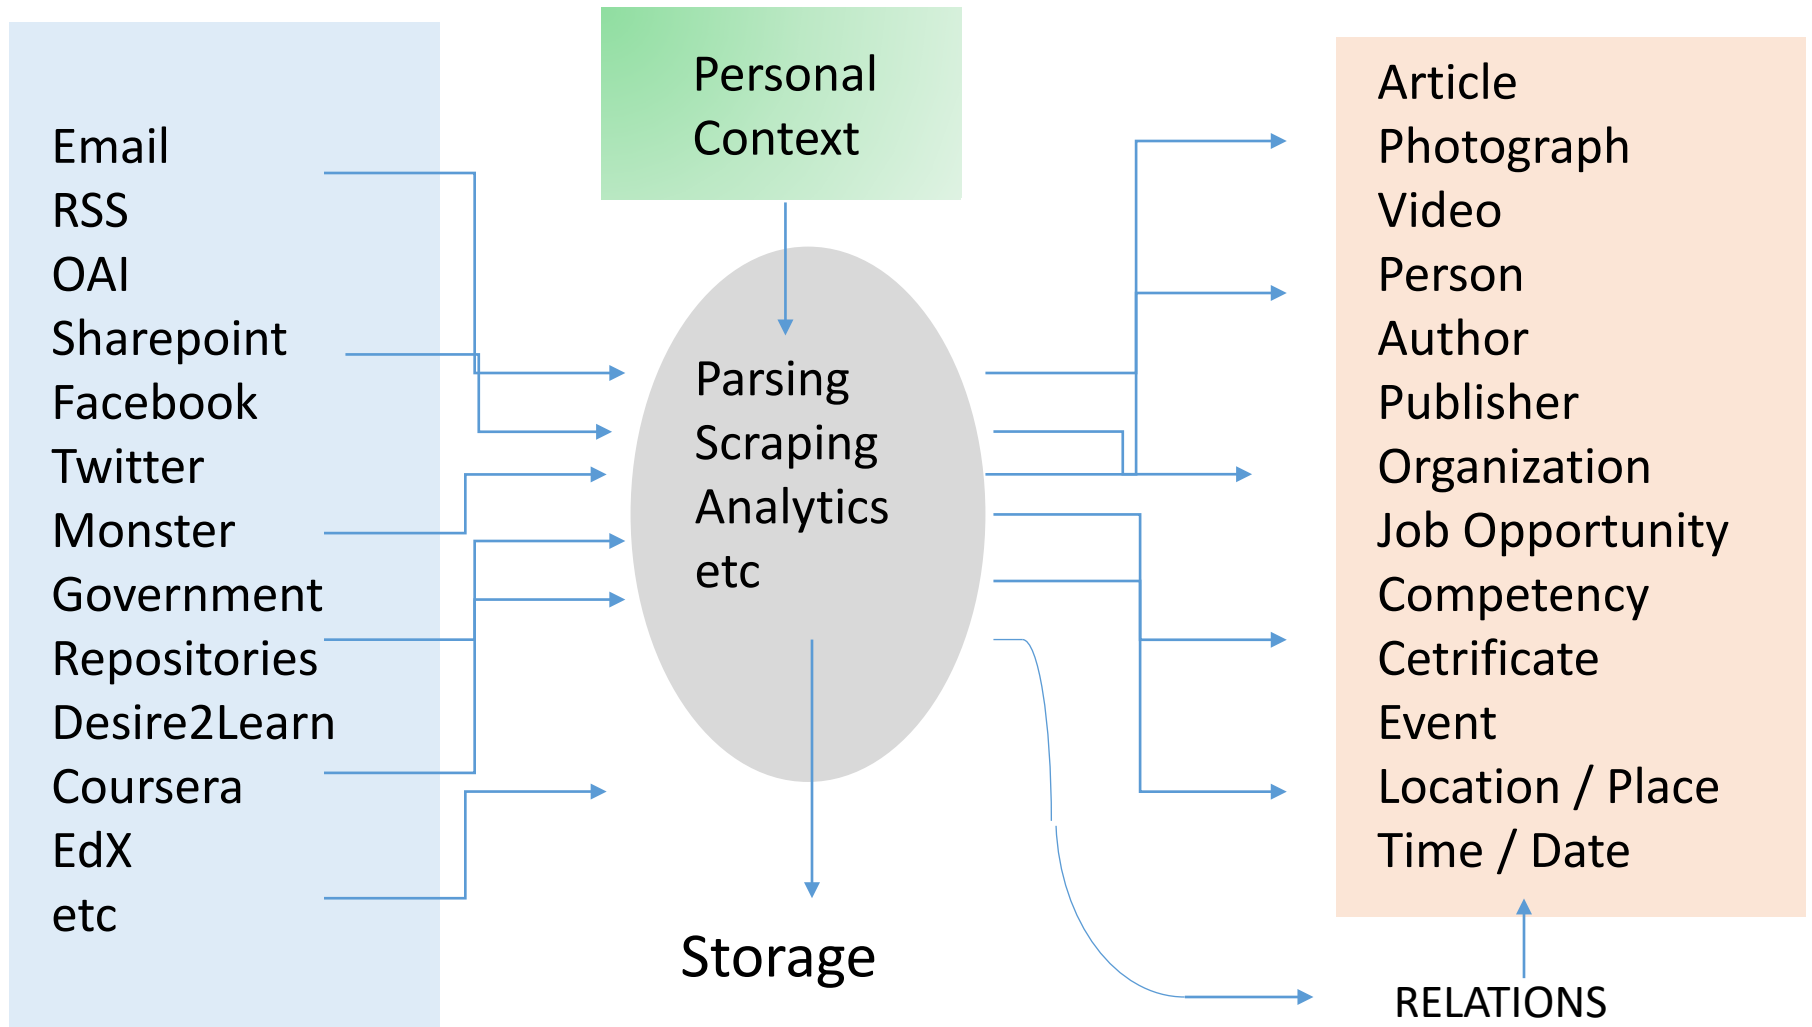 Email
RSS
OAI
Sharepoint
Facebook
Twitter
Monster
Government
Repositories
Desire2Learn
Coursera
EdX
etc
Personal
Context
Parsing
Scraping
Analytics
etc
Storage
Article
Photograph
Video
Person
Author
Publisher
Organization
Job Opportunity
Competency
Cetrificate
Event
Location / Place
Time / Date
RELATIONS